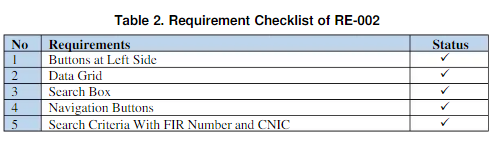 Table 2. Requirement Checklist of RE-002
No Requirements Status
1 Buttons at Left Side ✓
2 Data Grid ✓
3 Search Box ✓
4 Navigation Buttons ✓
5 Search Criteria With FIR Number and CNIC ✓